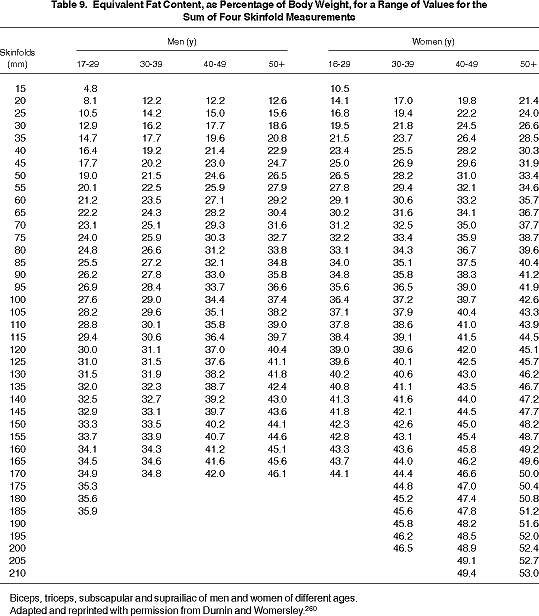 Table 9. Equivalent Fat Content, as Percentage of Body Weight, for a Range of Values for the
Sum of Four Skinfold Measurements
Men (y) Women (y)
Skinfolds
(mm) 17-29 30-39 40-49 50+ 16-29 30-39 40-49 50+
15 4.8 10.5
20 8.1 12.2 12.2 12.6 14.1 17.0 19.8 21.4
25 10.5 14.2 15.0 15.6 16.8 19.4 22.2 24.0
30 12.9 16.2 17.7 18.6 19.5 21.8 24.5 26.6
35 14.7 17.7 19.6 20.8 21.5 23.7 26.4 28.5
40 16.4 19.2 21.4 22.9 23.4 25.5 28.2 30.3
45 17.7 20.2 23.0 24.7 25.0 26.9 29.6 31.9
50 19.0 21.5 24.6 26.5 26.5 28.2 31.0 33.4
55 20.1 22.5 25.9 27.9 27.8 29.4 32.1 34.6
60 21.2 23.5 27.1 29.2 29.1 30.6 33.2 35.7
65 22.2 24.3 28.2 30.4 30.2 31.6 34.1 36.7
70 23.1 25.1 29.3 31.6 31.2 32.5 35.0 37.7
75 24.0 25.9 30.3 32.7 32.2 33.4 35.9 38.7
80 24.8 26.6 31.2 33.8 33.1 34.3 36.7 39.6
85 25.5 27.2 32.1 34.8 34.0 35.1 37.5 40.4
90 26.2 27.8 33.0 35.8 34.8 35.8 38.3 41.2
95 26.9 28.4 33.7 36.6 35.6 36.5 39.0 41.9
100 27.6 29.0 34.4 37.4 36.4 37.2 39.7 42.6
105 28.2 29.6 35.1 38.2 37.1 37.9 40.4 43.3
110 28.8 30.1 35.8 39.0 37.8 38.6 41.0 43.9
115 29.4 30.6 36.4 39.7 38.4 39.1 41.5 44.5
120 30.0 31.1 37.0 40.4 39.0 39.6 42.0 45.1
125 31.0 31.5 37.6 41.1 39.6 40.1 42.5 45.7
130 31.5 31.9 38.2 41.8 40.2 40.6 43.0 46.2
135 32.0 32.3 38.7 42.4 40.8 41.1 43.5 46.7
140 32.5 32.7 39.2 43.0 41.3 41.6 44.0 47.2
145 32.9 33.1 39.7 43.6 41.8 42.1 44.5 47.7
150 33.3 33.5 40.2 44.1 42.3 42.6 45.0 48.2
155 33.7 33.9 40.7 44.6 42.8 43.1 45.4 48.7
160 34.1 34.3 41.2 45.1 43.3 43.6 45.8 49.2
165 34.5 34.6 41.6 45.6 43.7 44.0 46.2 49.6
170 34.9 34.8 42.0 46.1 44.1 44.4 46.6 50.0
175 35.3 44.8 47.0 50.4
180 35.6 45.2 47.4 50.8
185 35.9 45.6 47.8 51.2
190 45.8 48.2 51.6
195 46.2 48.5 52.0
200 46.5 48.9 52.4
205 49.1 52.7
210 49.4 53.0
Biceps, triceps, subscapular and suprailiac of men and women of different ages.
Adapted and reprinted with permission from Durnin and Womersley.260